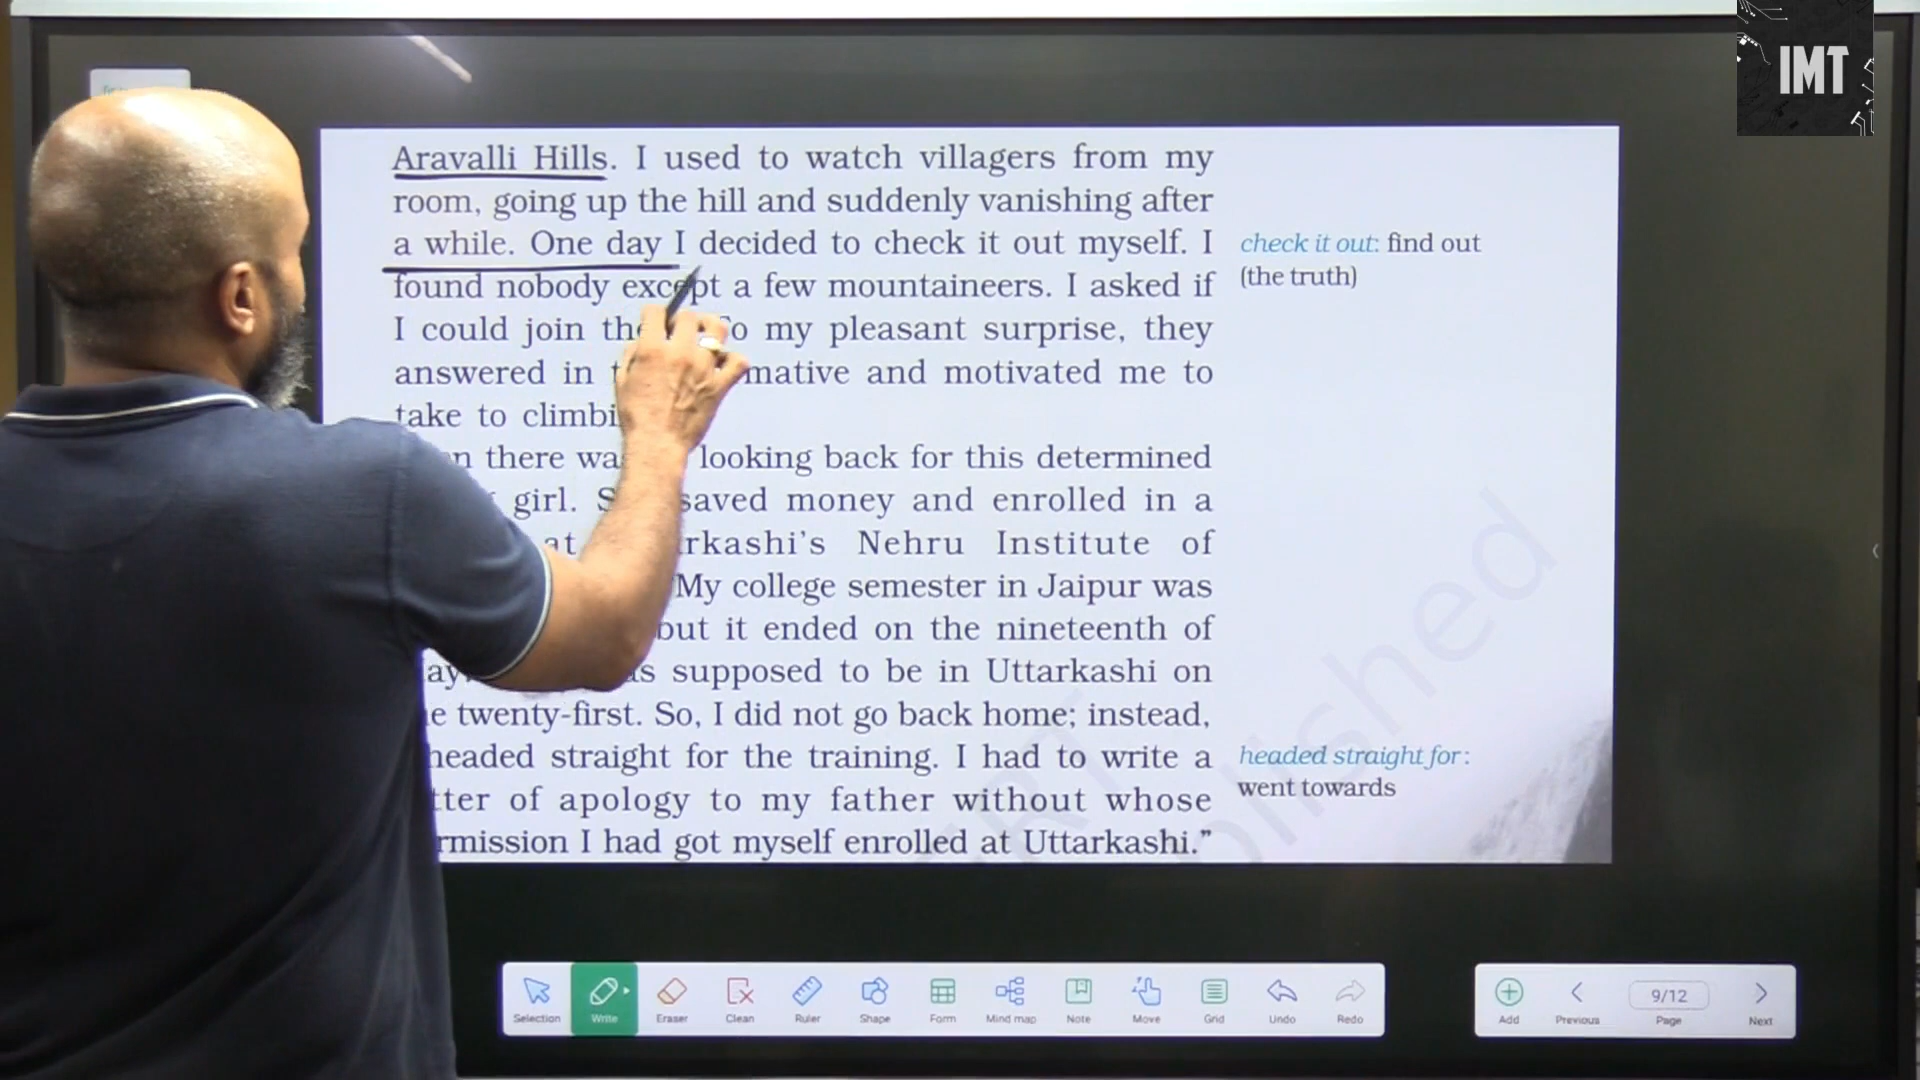 IMT
Aravalli Hills. I used to watch villagers from my
room, going up the hill and suddenly vanishing after
a while. One day I decided to check it out myself. I
found nobody except a few mountaineers. I asked if
I could join my pleasant surprise, they
answered in and motivated me to
take to climbi
there looking back for this determined
girl. saved money and enrolled in a
at rkashi's Nehru Institute of
"My college semester in Jaipur was
but it ended on the nineteenth of
supposed to be in Uttarkashi on
twenty-first. So, I did not go back home; instead,
headed straight for the training. I had to write a
tter of apology to my father without whose
rmission I had got myself enrolled at Uttarkashi."
check it out: find out
(the truth)
headed straight for:
went towards
Selection
Write
Eraser
Clean
Ruler
Shape
Form
Mind map
Note
Move
Grid
Undo
Redo
Add
Previous
9/12
Page
Next